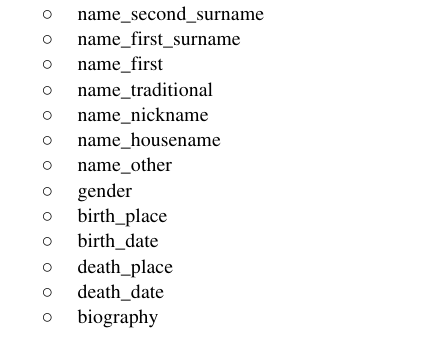 ○ name_second_surname
○ name_first_surname
○ name_first
○ name_traditional
○ name_nickname
○ name_housename
○ name_other
○ gender
○ birth_place
○ birth_date
○ death_place
○ death_date
○ biography